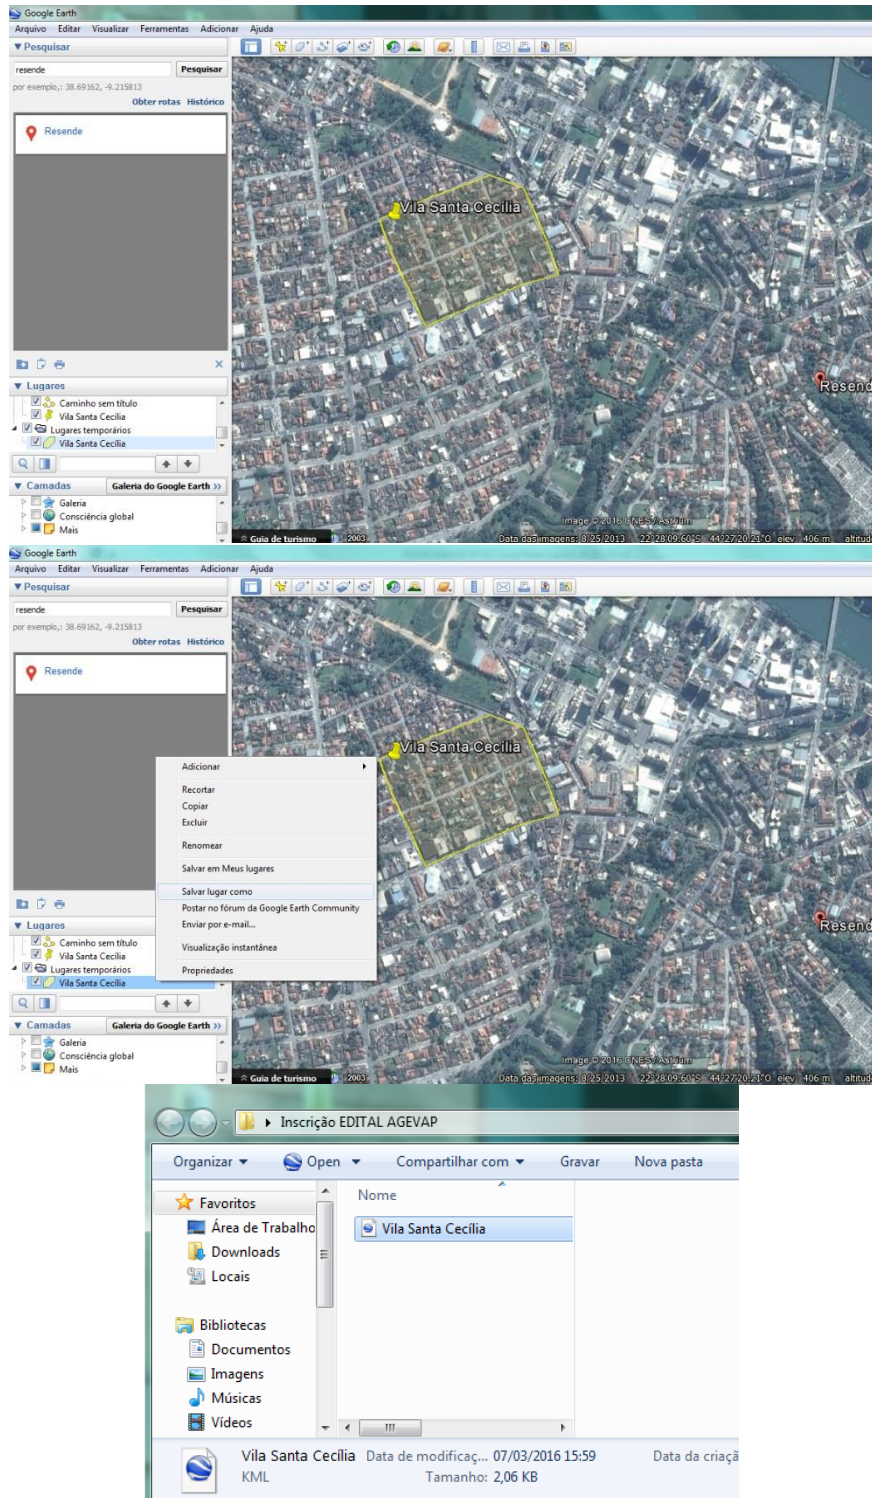 Google Earth
Arquivo Editar Visualizar Ferramentas Adicionar Ajuda
▼ Pesquisar
resende Pesquisar
por exemplo,: 38.69162, -9.215813
Obter rotas Histórico
Resende
Vila Santa Cecília
Resend
▼ Lugares
Caminho sem título
Vila Santa Cecília
Lugares temporários
Vila Santa Cecília
▼ Camadas Galeria do Google Earth >>
Galeria
Consciência global
Mais
Image © 2016 CNES / Astrium
Guia de turismo 2003 Data das imagens: 8/25/2013 22°28'09.60"S 44°27'20.21"O elev 406 m altitud
Google Earth
Arquivo Editar Visualizar Ferramentas Adicionar Ajuda
▼ Pesquisar
resende Pesquisar
por exemplo,: 38.69162, -9.215813
Obter rotas Histórico
Resende
Vila Santa Cecília
Adicionar
Recortar
Copiar
Excluir
Renomear
Salvar em Meus lugares
Salvar lugar como
Postar no fórum da Google Earth Community
Enviar por e-mail...
Visualização instantânea
Propriedades
Resend
▼ Lugares
Caminho sem título
Vila Santa Cecília
Lugares temporários
Vila Santa Cecília
▼ Camadas Galeria do Google Earth >>
Galeria
Consciência global
Mais
Image © 2016 CNES / Astrium
Guia de turismo 2003 Data das imagens: 8/25/2013 22°28'09.60"S 44°27'20.21"O elev 406 m altitud
Inscrição EDITAL AGEVAP
Organizar Open Compartilhar com Gravar Nova pasta
Favoritos
Área de Trabalho
Downloads
Locais
Bibliotecas
Documentos
Imagens
Músicas
Vídeos
Nome
Vila Santa Cecília
Vila Santa Cecília Data de modificaç... 07/03/2016 15:59 Data da criaçã
KML Tamanho: 2,06 KB